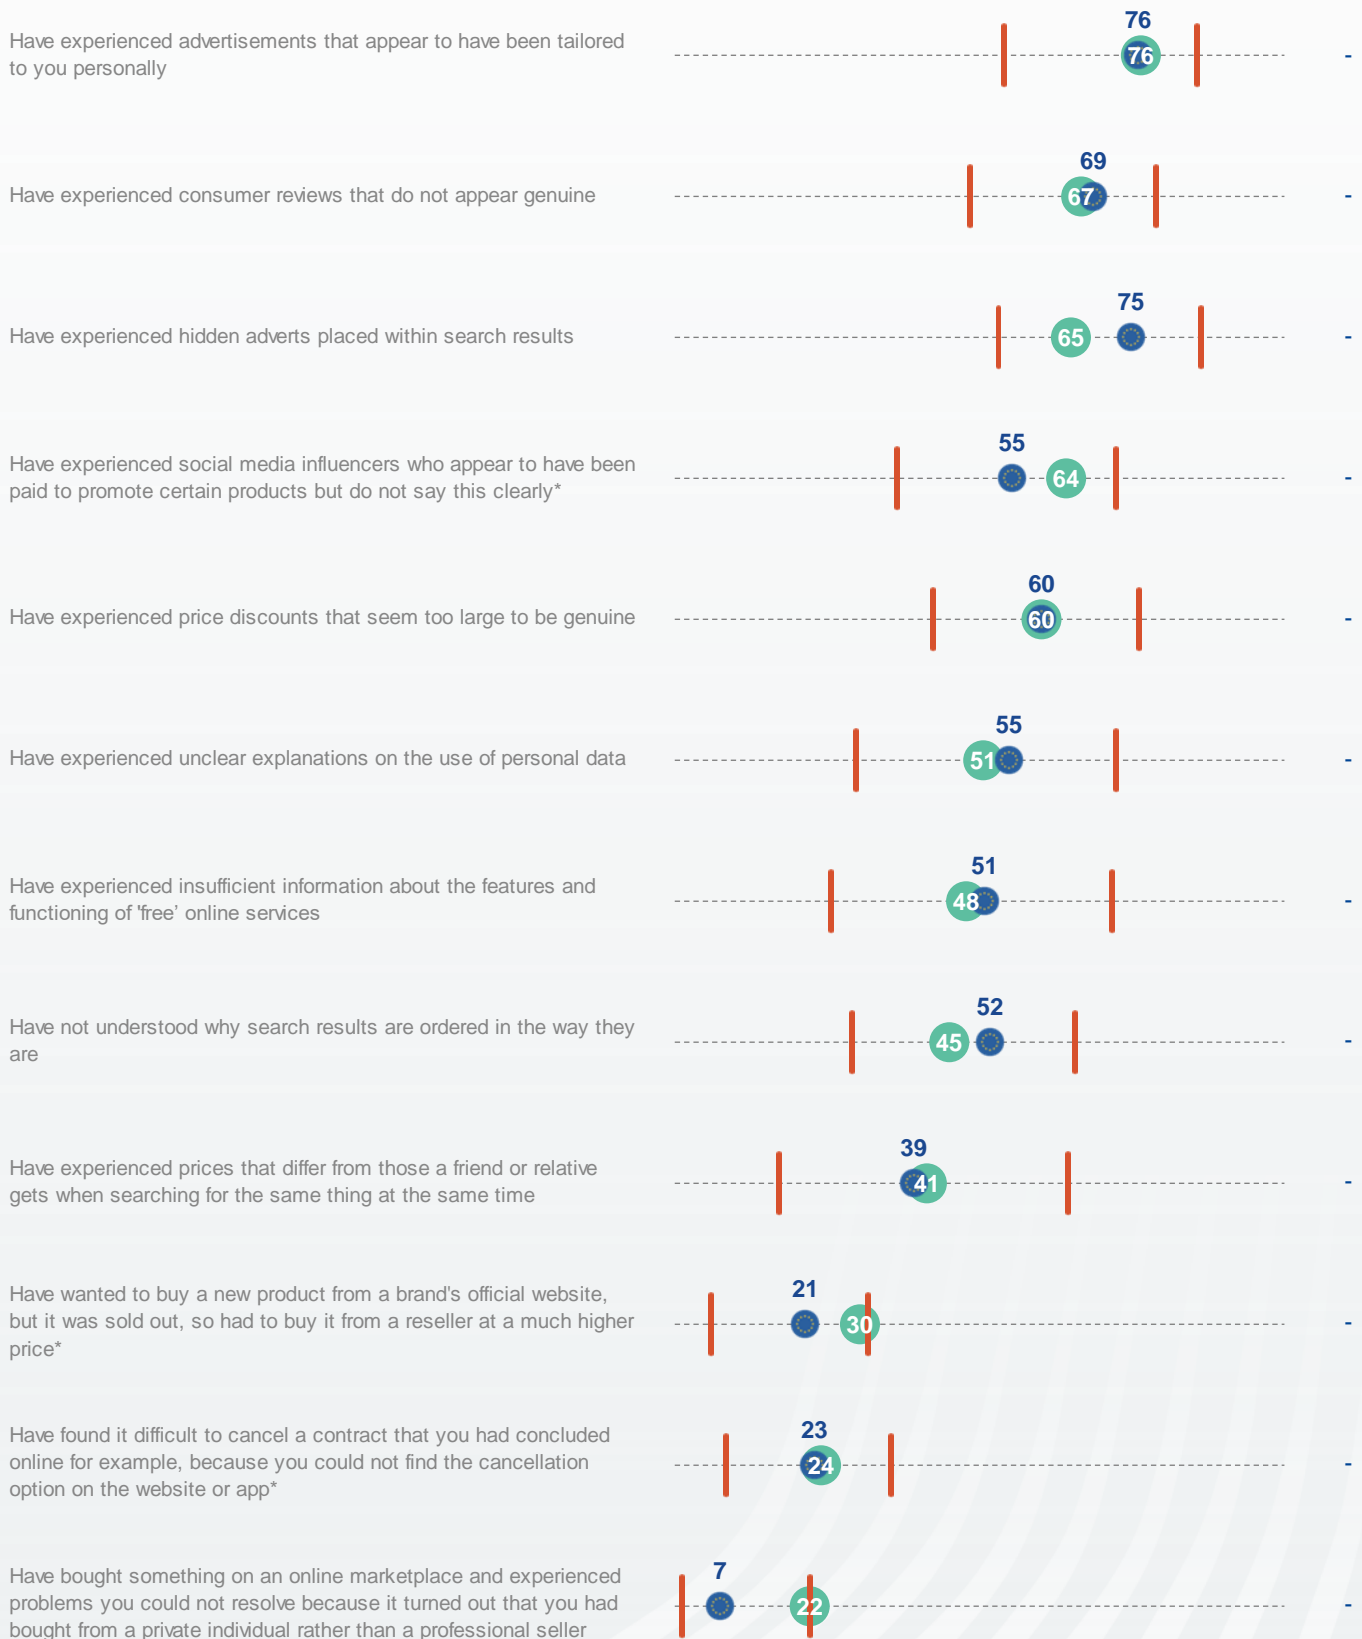 76
Have experienced advertisements that appear to have been tailored
to you personally
76
-
69
Have experienced consumer reviews that do not appear genuine
67
-
75
Have experienced hidden adverts placed within search results
65
-
55
Have experienced social media influencers who appear to have been
paid to promote certain products but do not say this clearly*
64
-
60
Have experienced price discounts that seem too large to be genuine
60
-
55
Have experienced unclear explanations on the use of personal data
51
-
51
Have experienced insufficient information about the features and
functioning of 'free’ online services
48
-
52
Have not understood why search results are ordered in the way they
are
45
-
39
Have experienced prices that differ from those a friend or relative
gets when searching for the same thing at the same time
41
-
21
Have wanted to buy a new product from a brand's official website,
but it was sold out, so had to buy it from a reseller at a much higher
price*
30
-
23
Have found it difficult to cancel a contract that you had concluded
online for example, because you could not find the cancellation
option on the website or app*
24
-
7
Have bought something on an online marketplace and experienced
problems you could not resolve because it turned out that you had
bought from a private individual rather than a professional seller
22
-